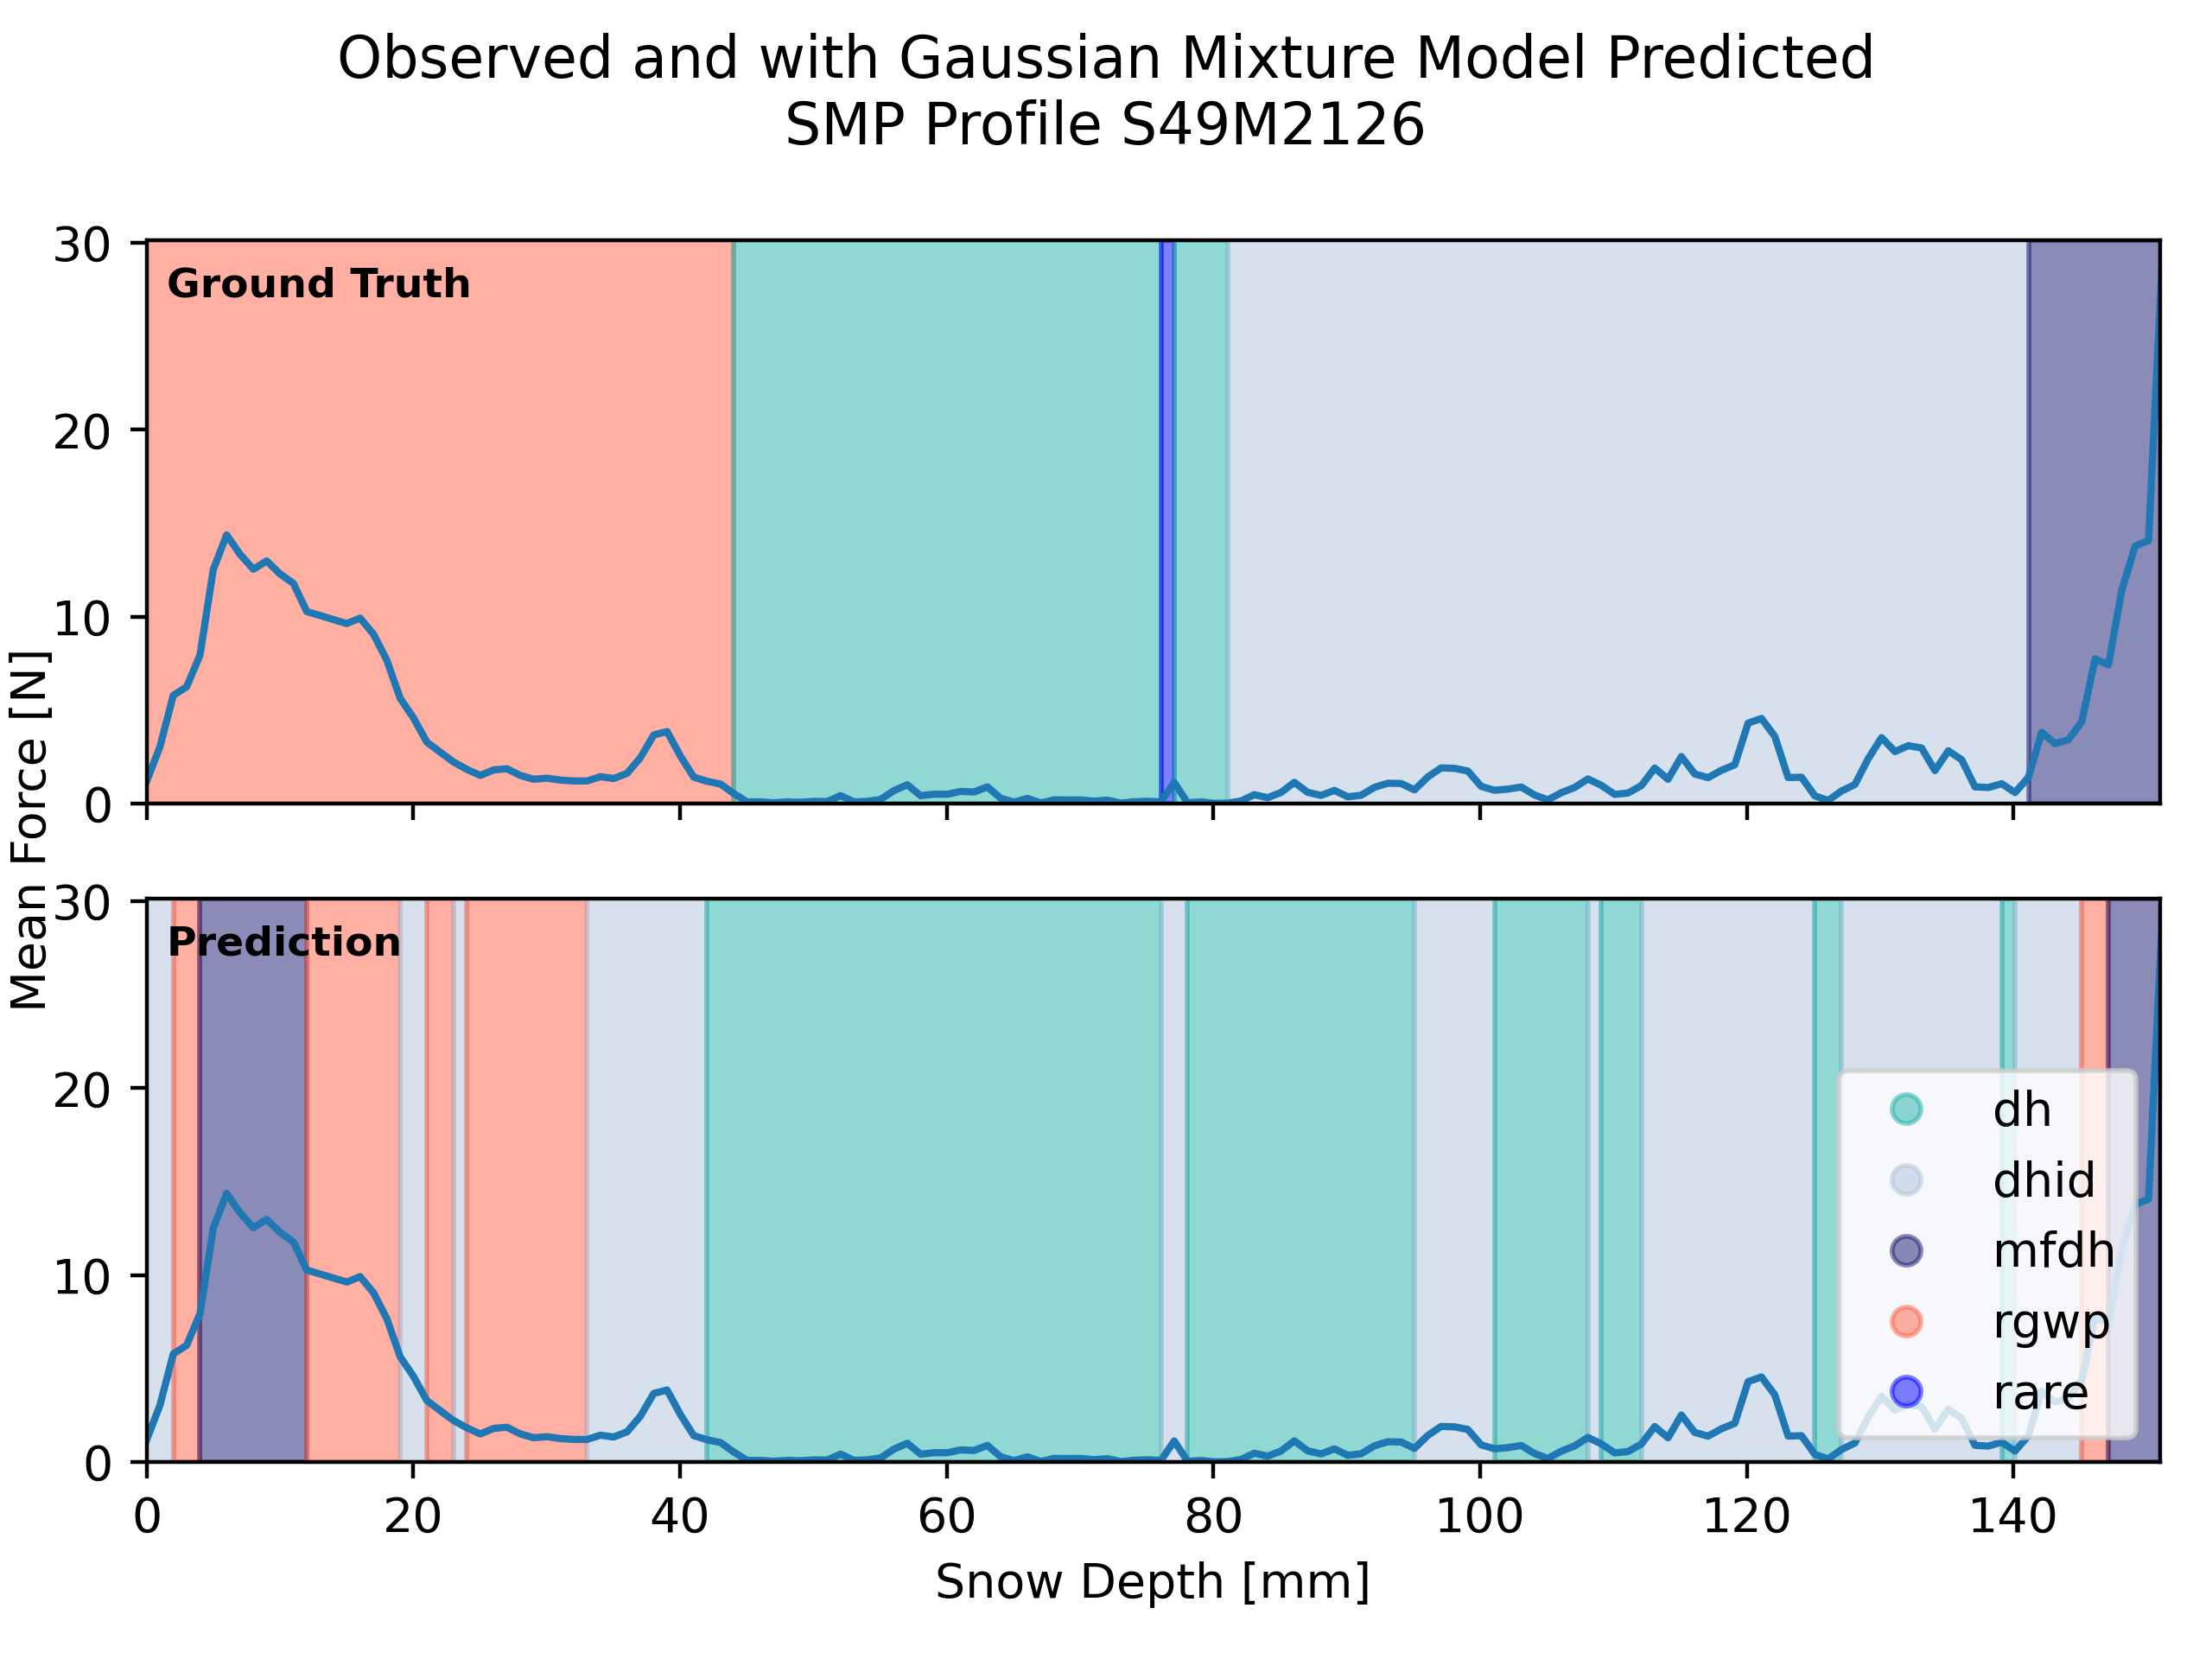 Observed and with Gaussian Mixture Model Predicted
SMP Profile S49M2126
30
Ground Truth
20
10
0
Mean Force [N]
30
Prediction
20
10
0
dh
dhid
mfdh
rgwp
rare
0 20 40 60 80 100 120 140
Snow Depth [mm]